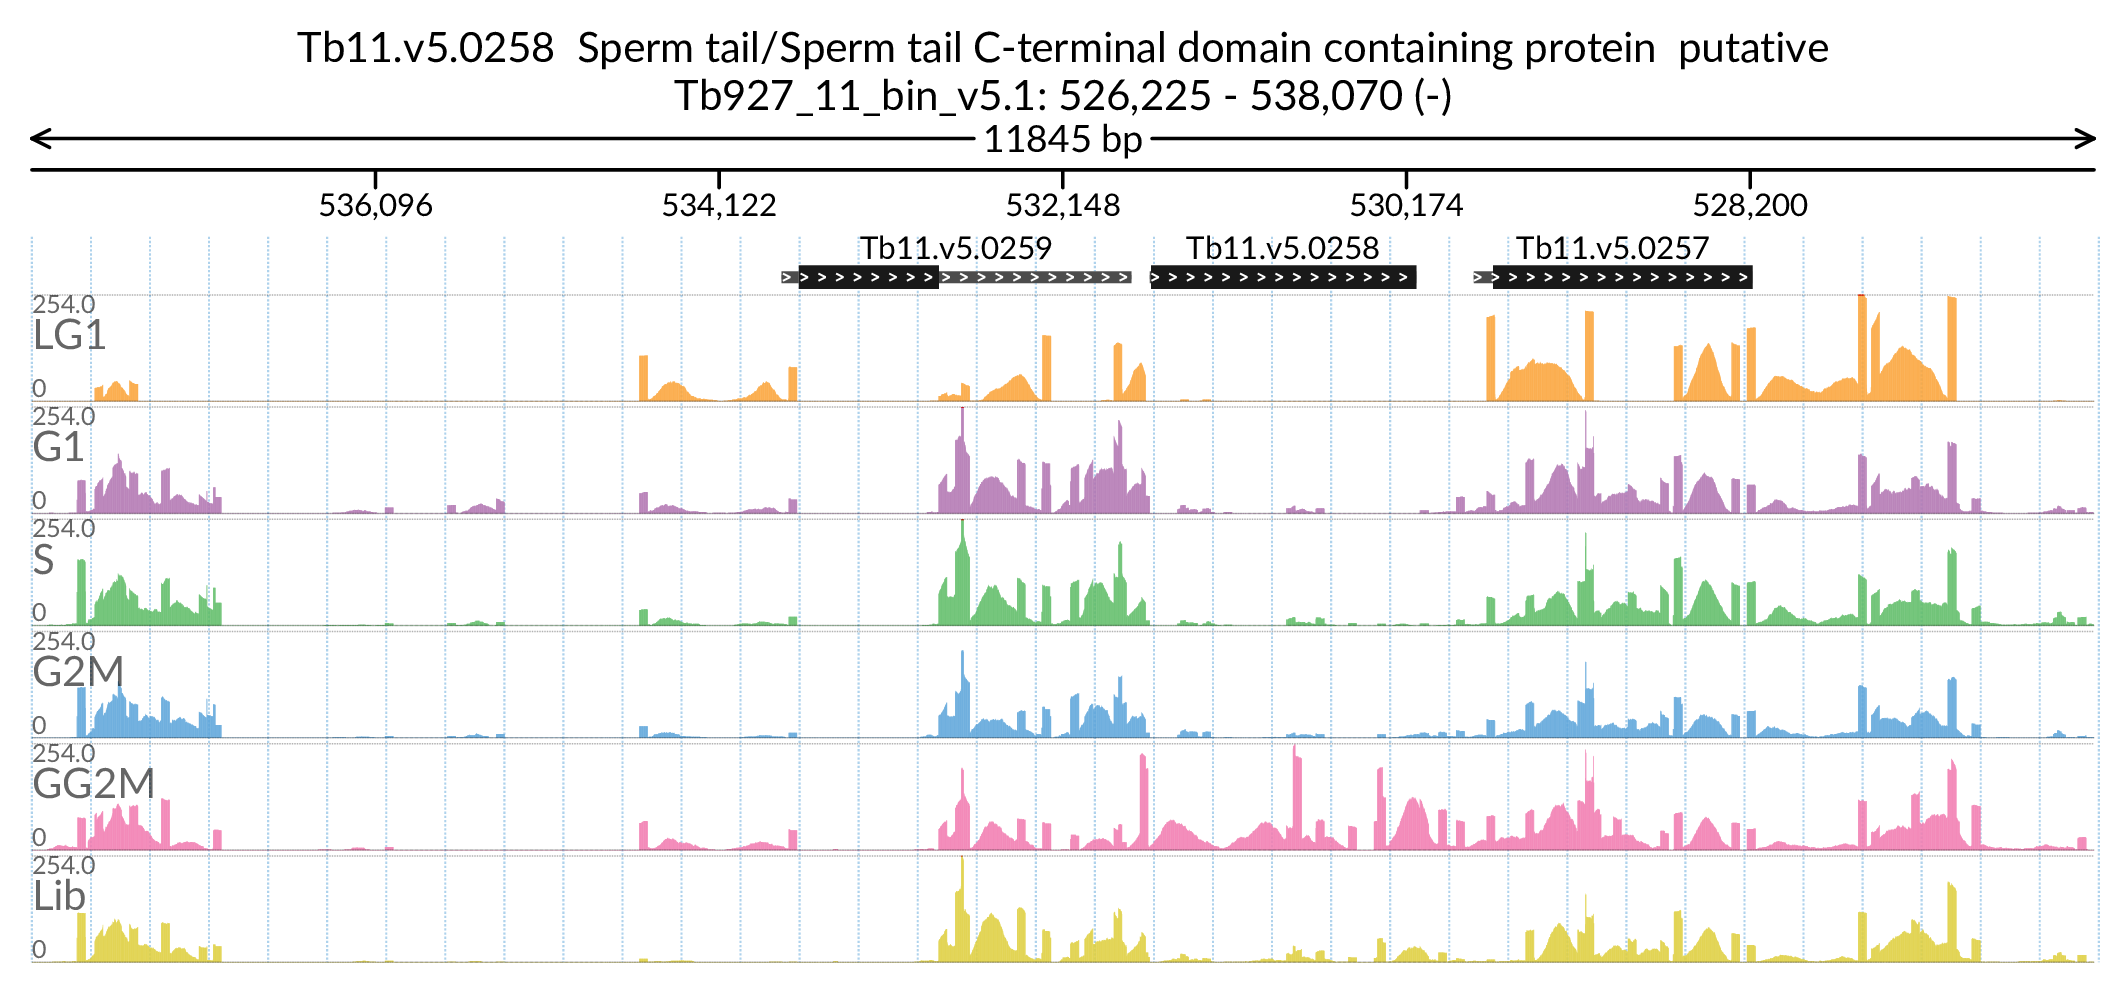 Tb11.v5.0258  Sperm tail/Sperm tail C-terminal domain containing protein  putative
Tb927_11_bin_v5.1: 526,225 - 538,070 (-)
11845 bp
536,096 534,122 532,148 530,174 528,200
Tb11.v5.0259 Tb11.v5.0258 Tb11.v5.0257
254.0
LG1
0
254.0
G1
0
254.0
S
0
254.0
G2M
0
254.0
GG2M
0
254.0
Lib
0